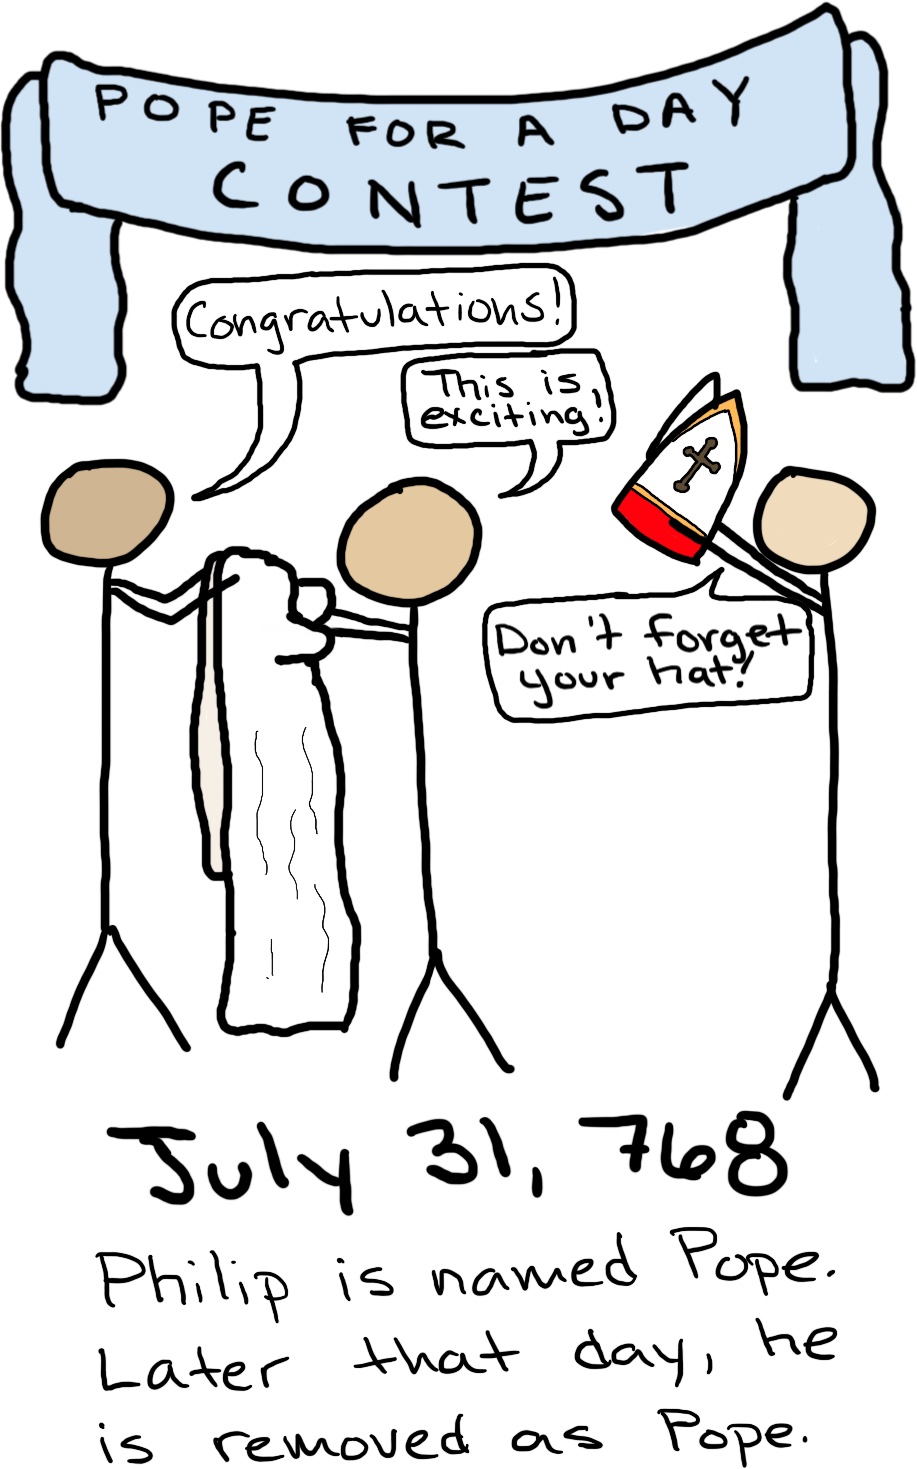 POPE FOR A DAY
CONTEST
Congratulations!
This is
exciting!
Don't forget
your hat!
July 31, 768
Philip is named Pope.
Later that day, he
is removed as Pope.